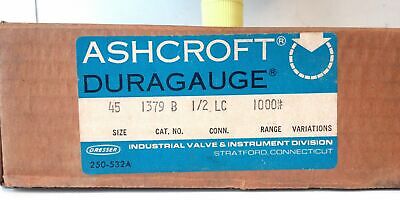 ASHCROFT®
DURAGAUGE®
45 1379 B 1/2 LC 1000#
SIZE CAT. NO. CONN. RANGE VARIATIONS
DRESSER INDUSTRIAL VALVE & INSTRUMENT DIVISION
STRATFORD, CONNECTICUT
250-532A